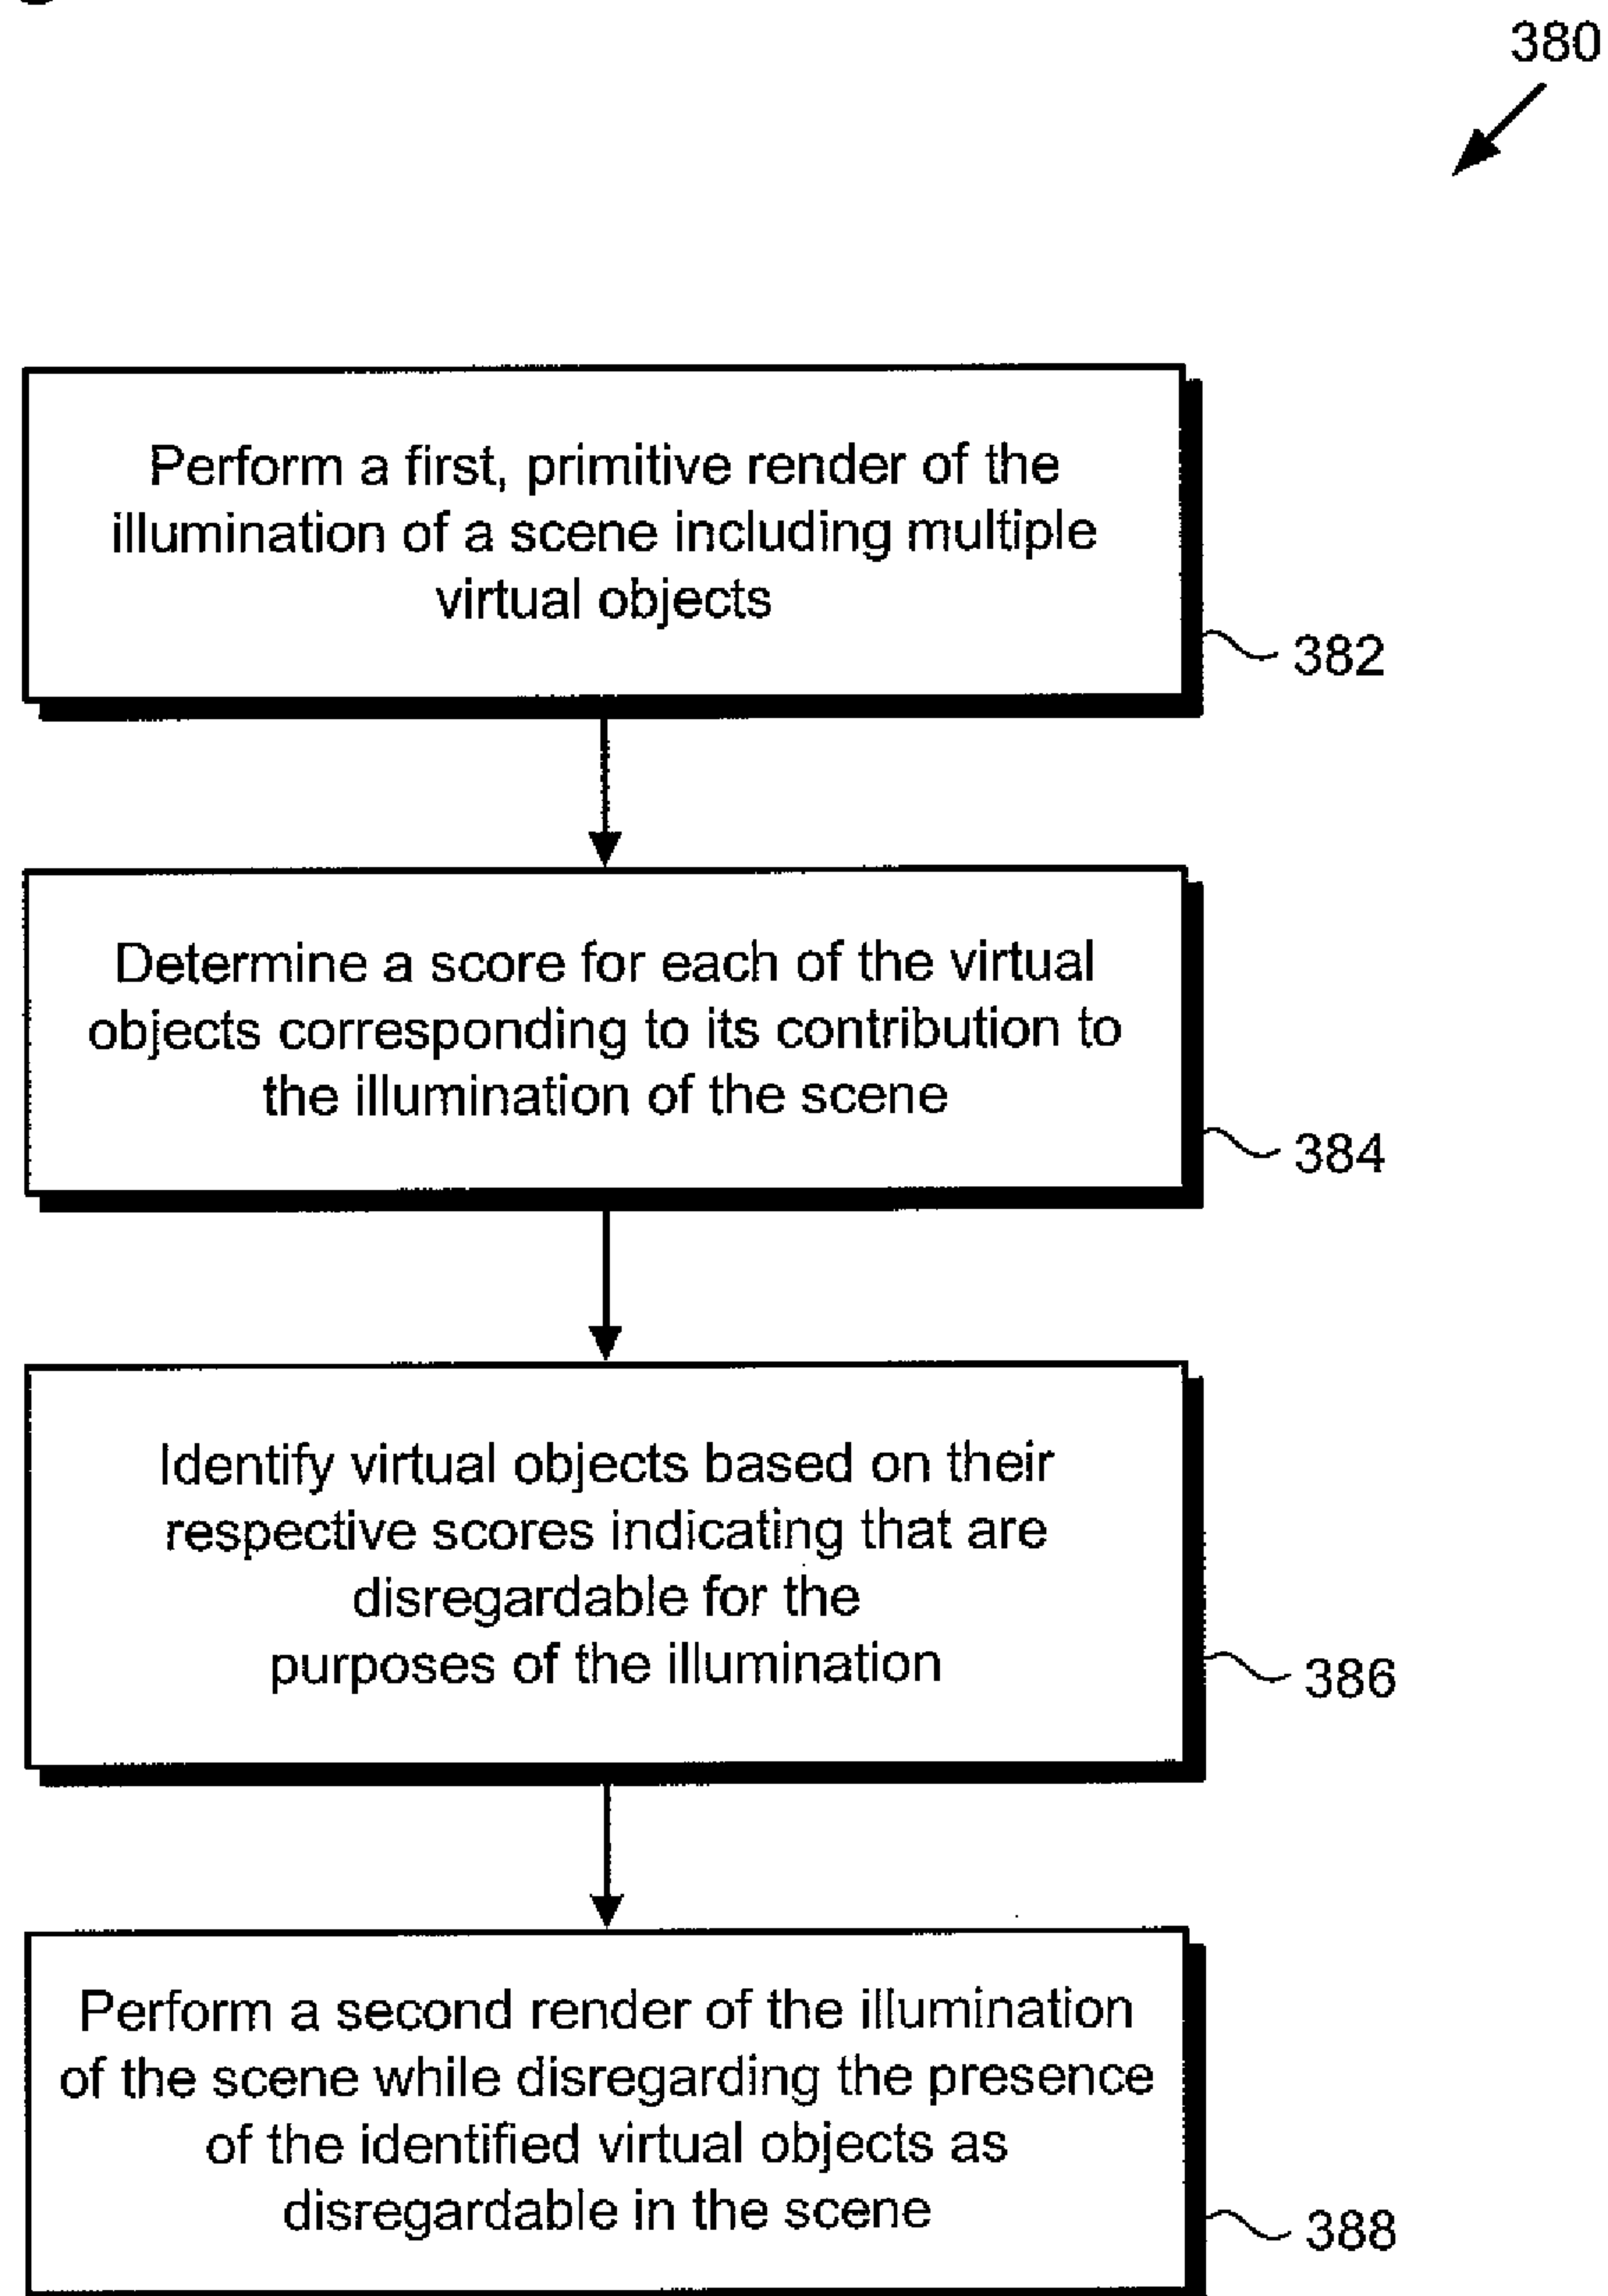 380
Perform a first, primitive render of the
illumination of a scene including multiple
virtual objects
382
Determine a score for each of the virtual
objects corresponding to its contribution to
the illumination of the scene
384
Identify virtual objects based on their
respective scores indicating that are
disregardable for the
purposes of the illumination
386
Perform a second render of the illumination
of the scene while disregarding the presence
of the identified virtual objects as
disregardable in the scene
388